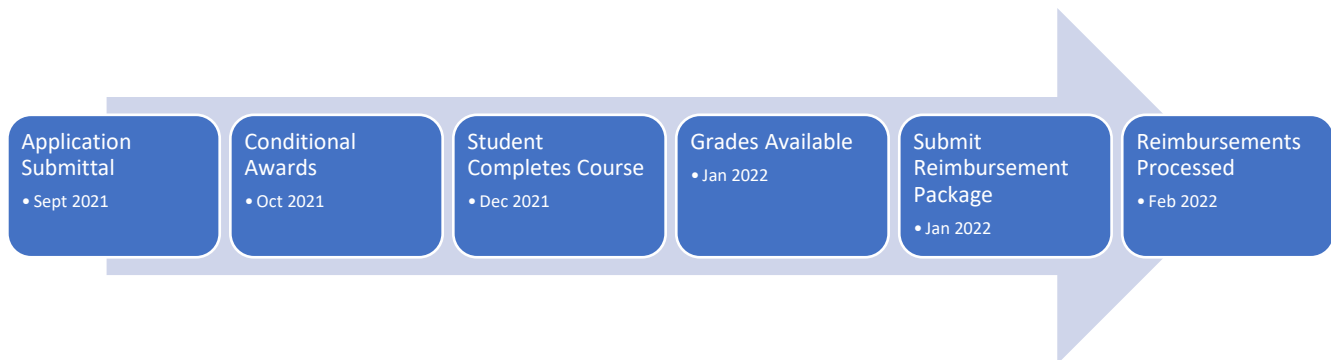 Application
Submittal
• Sept 2021
Conditional
Awards
• Oct 2021
Student
Completes Course
• Dec 2021
Grades Available
• Jan 2022
Submit
Reimbursement
Package
• Jan 2022
Reimbursements
Processed
• Feb 2022